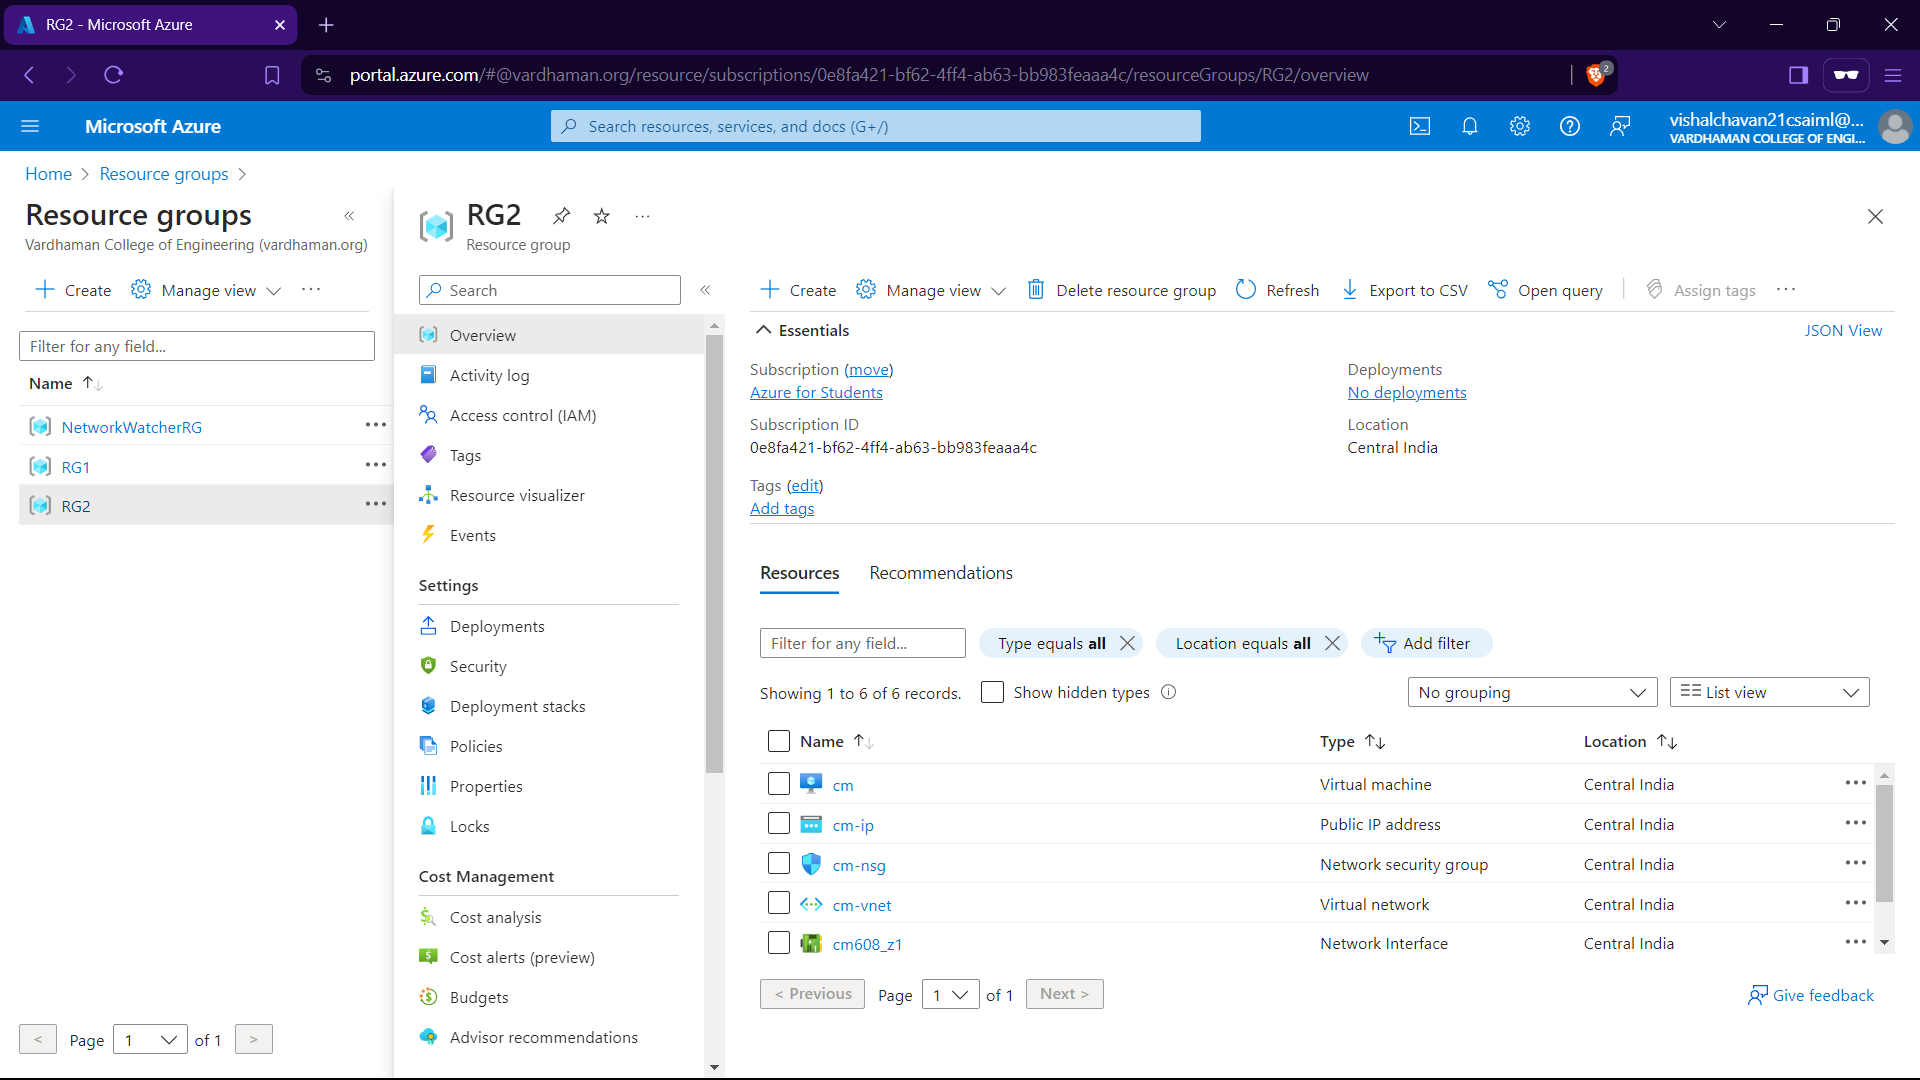 RG2 - Microsoft Azure
portal.azure.com/#@vardhaman.org/resource/subscriptions/0e8fa421-bf62-4ff4-ab63-bb983feaaa4c/resourceGroups/RG2/overview
2
Microsoft Azure
Search resources, services, and docs (G+/)
vishalchavan21csaiml@...
VARDHAMAN COLLEGE OF ENGI...
Home > Resource groups >
Resource groups
Vardhaman College of Engineering (vardhaman.org)
Create
Manage view
Filter for any field...
Name
NetworkWatcherRG
RG1
RG2
< Page 1 of 1 >
RG2
Resource group
Search
Overview
Activity log
Access control (IAM)
Tags
Resource visualizer
Events
Settings
Deployments
Security
Deployment stacks
Policies
Properties
Locks
Cost Management
Cost analysis
Cost alerts (preview)
Budgets
Advisor recommendations
Create
Manage view
Delete resource group
Refresh
Export to CSV
Open query
Assign tags
Essentials
JSON View
Subscription (move)
Azure for Students
Subscription ID
0e8fa421-bf62-4ff4-ab63-bb983feaaa4c
Deployments
No deployments
Location
Central India
Tags (edit)
Add tags
Resources
Recommendations
Filter for any field...
Type equals all
Location equals all
Add filter
Showing 1 to 6 of 6 records.
Show hidden types
No grouping
List view
Name Type Location
cm Virtual machine Central India
cm-ip Public IP address Central India
cm-nsg Network security group Central India
cm-vnet Virtual network Central India
cm608_z1 Network Interface Central India
< Previous Page 1 of 1 Next >
Give feedback